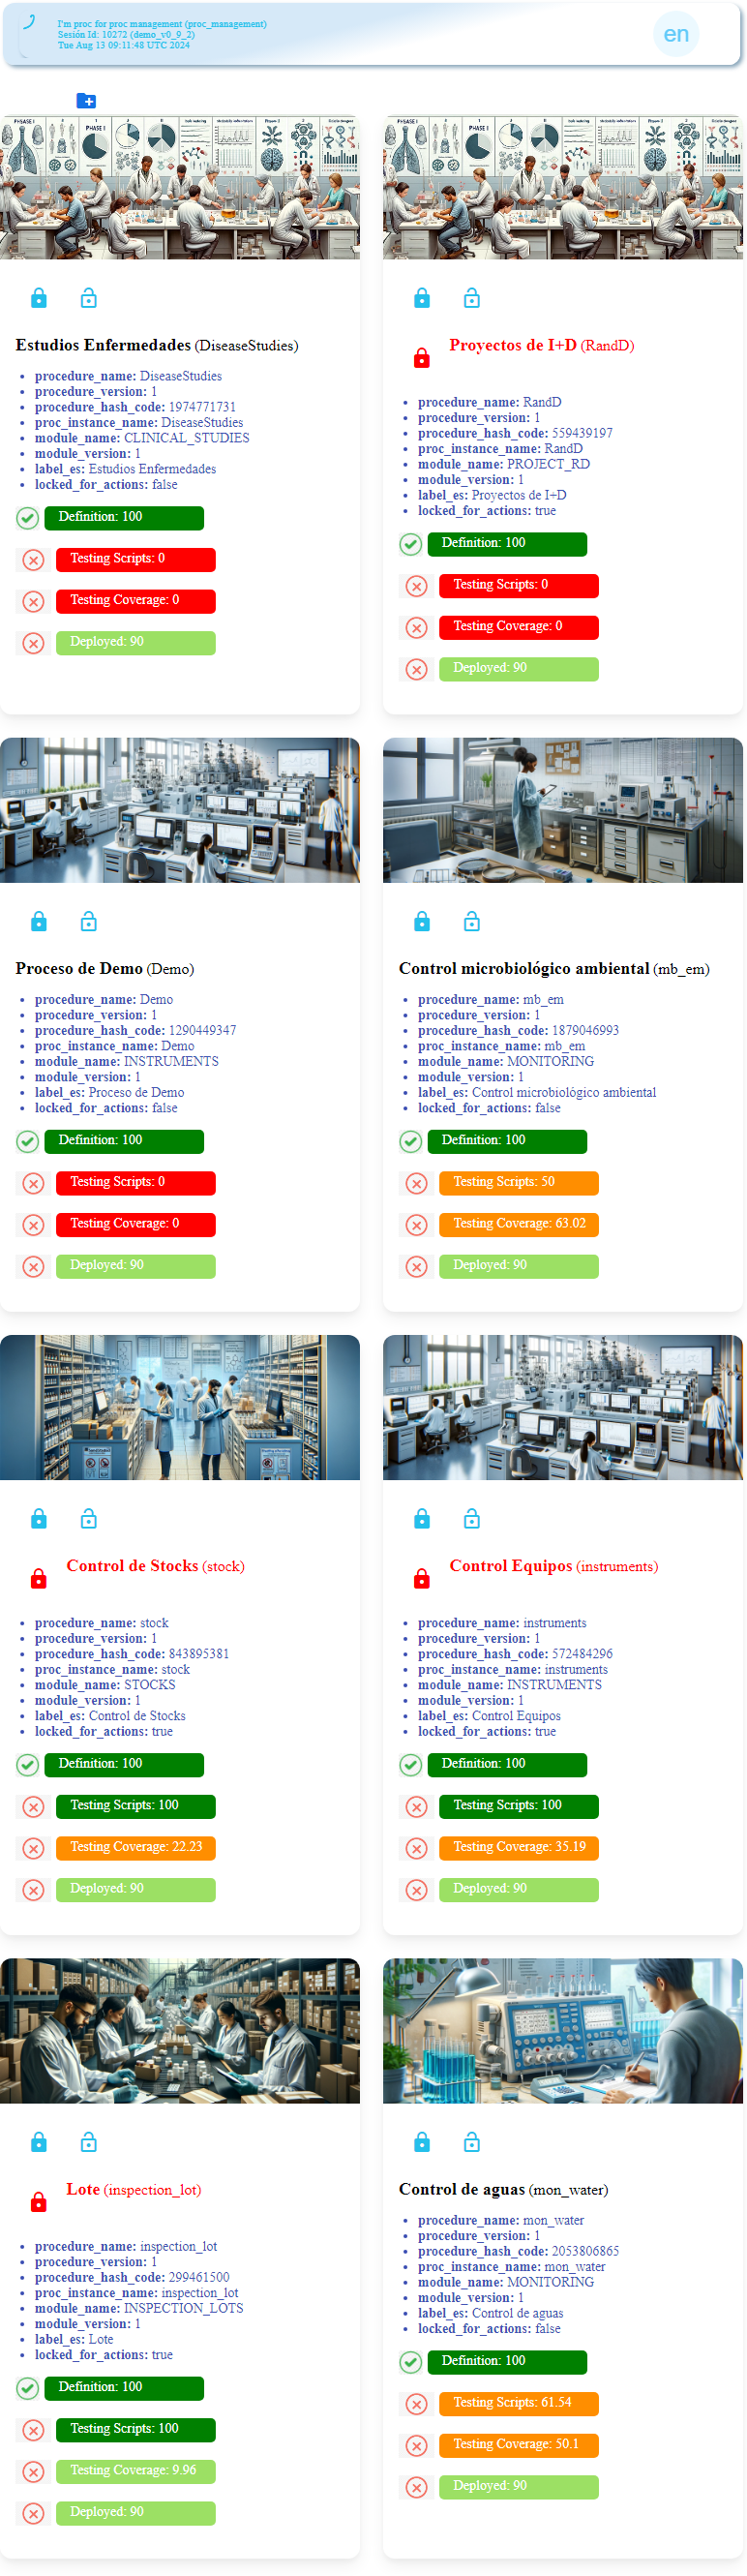 I'm proc for proc management (proc_management)
Sesión Id: 10272 (demo_v0_9_2)
Tue Aug 13 09:11:48 UTC 2024
en
PHASE I
PHASE I
Estudios Enfermedades (DiseaseStudies)
procedure_name: DiseaseStudies
procedure_version: 1
procedure_hash_code: 1974771731
proc_instance_name: DiseaseStudies
module_name: CLINICAL_STUDIES
module_version: 1
label_es: Estudios Enfermedades
locked_for_actions: false
Definition: 100
Testing Scripts: 0
Testing Coverage: 0
Deployed: 90
Proyectos de I+D (RandD)
procedure_name: RandD
procedure_version: 1
procedure_hash_code: 559439197
proc_instance_name: RandD
module_name: PROJECT_RD
module_version: 1
label_es: Proyectos de I+D
locked_for_actions: true
Definition: 100
Testing Scripts: 0
Testing Coverage: 0
Deployed: 90
Proceso de Demo (Demo)
procedure_name: Demo
procedure_version: 1
procedure_hash_code: 1290449347
proc_instance_name: Demo
module_name: INSTRUMENTS
module_version: 1
label_es: Proceso de Demo
locked_for_actions: false
Definition: 100
Testing Scripts: 0
Testing Coverage: 0
Deployed: 90
Control microbiológico ambiental (mb_em)
procedure_name: mb_em
procedure_version: 1
procedure_hash_code: 1879046993
proc_instance_name: mb_em
module_name: MONITORING
module_version: 1
label_es: Control microbiológico ambiental
locked_for_actions: false
Definition: 100
Testing Scripts: 50
Testing Coverage: 63.02
Deployed: 90
Control de Stocks (stock)
procedure_name: stock
procedure_version: 1
procedure_hash_code: 843895381
proc_instance_name: stock
module_name: STOCKS
module_version: 1
label_es: Control de Stocks
locked_for_actions: true
Definition: 100
Testing Scripts: 100
Testing Coverage: 22.23
Deployed: 90
Control Equipos (instruments)
procedure_name: instruments
procedure_version: 1
procedure_hash_code: 572484296
proc_instance_name: instruments
module_name: INSTRUMENTS
module_version: 1
label_es: Control Equipos
locked_for_actions: true
Definition: 100
Testing Scripts: 100
Testing Coverage: 35.19
Deployed: 90
Lote (inspection_lot)
procedure_name: inspection_lot
procedure_version: 1
procedure_hash_code: 299461500
proc_instance_name: inspection_lot
module_name: INSPECTION_LOTS
module_version: 1
label_es: Lote
locked_for_actions: true
Definition: 100
Testing Scripts: 100
Testing Coverage: 9.96
Deployed: 90
Control de aguas (mon_water)
procedure_name: mon_water
procedure_version: 1
procedure_hash_code: 2053806865
proc_instance_name: mon_water
module_name: MONITORING
module_version: 1
label_es: Control de aguas
locked_for_actions: false
Definition: 100
Testing Scripts: 61.54
Testing Coverage: 50.1
Deployed: 90